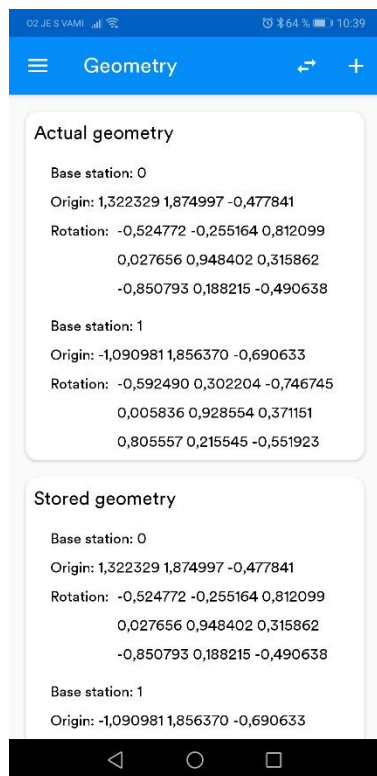 O2 JE S VAMI 64 % 10:39
Geometry
Actual geometry
Base station: 0
Origin: 1,322329 1,874997 -0,477841
Rotation: -0,524772 -0,255164 0,812099
0,027656 0,948402 0,315862
-0,850793 0,188215 -0,490638
Base station: 1
Origin: -1,090981 1,856370 -0,690633
Rotation: -0,592490 0,302204 -0,746745
0,005836 0,928554 0,371151
0,805557 0,215545 -0,551923
Stored geometry
Base station: 0
Origin: 1,322329 1,874997 -0,477841
Rotation: -0,524772 -0,255164 0,812099
0,027656 0,948402 0,315862
-0,850793 0,188215 -0,490638
Base station: 1
Origin: -1,090981 1,856370 -0,690633